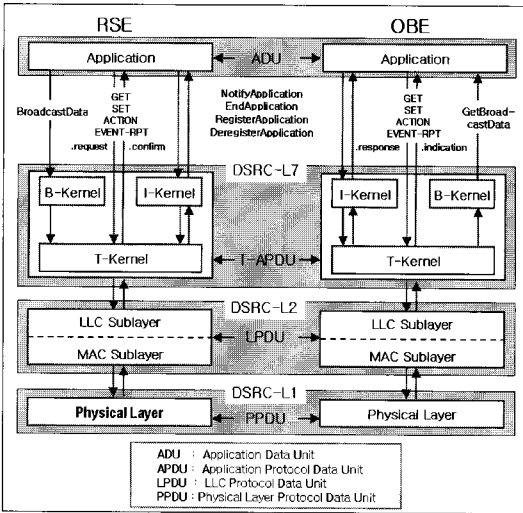 RSE
OBE
Application
ADU
Application
BroadcastData
GET
SET
ACTION
EVENT-RPT
.request
.confirm
NotifyApplication
EndApplication
RegisterApplication
DeregisterApplication
GET
SET
ACTION
EVENT-RPT
.response
.indication
GetBroad-
castData
DSRC-L7
B-Kernel
I-Kernel
I-Kernel
B-Kernel
T-Kernel
T-APDU
T-Kernel
DSRC-L2
LLC Sublayer
MAC Sublayer
LPDU
LLC Sublayer
MAC Sublayer
DSRC-L1
Physical Layer
PPDU
Physical Layer
ADU : Application Data Unit
APDU : Application Protocol Data Unit
LPDU : LLC Protocol Data Unit
PPDU : Physical Layer Protocol Data Unit